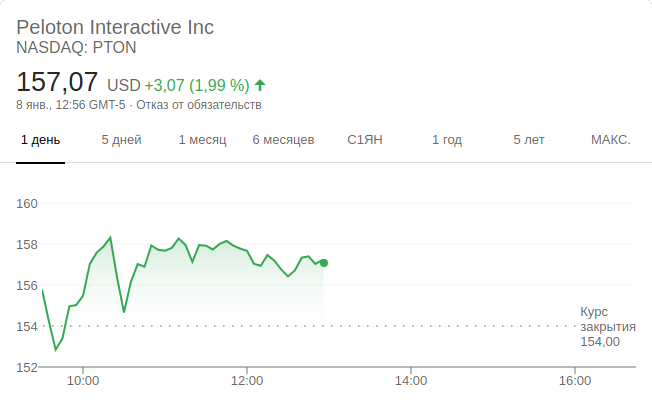 Peloton Interactive Inc
NASDAQ: PTON
157,07 USD +3,07 (1,99 %)
8 янв., 12:56 GMT-5 · Отказ от обязательств
1 день 5 дней 1 месяц 6 месяцев С1ЯН 1 год 5 лет МАКС.
160
158
156
154
152
Курс
закрытия
154,00
10:00 12:00 14:00 16:00